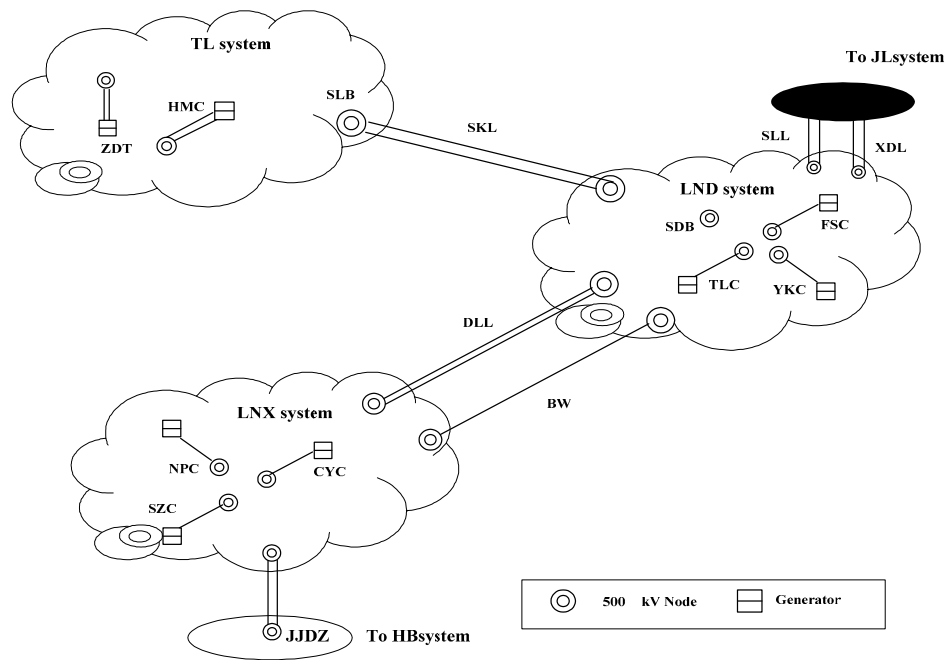 TL system
To JLsystem
SLB
HMC
SKL
SLL
XDL
ZDT
LND system
SDB
FSC
TLC
YKC
DLL
BW
LNX system
NPC
CYC
SZC
JJDZ
To HBsystem
500 kV Node
Generator